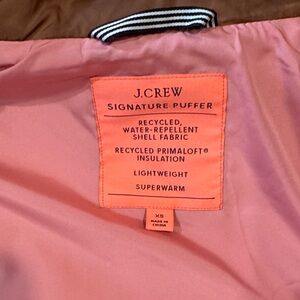 J.CREW
SIGNATURE PUFFER
RECYCLED,
WATER-REPELLENT
SHELL FABRIC
RECYCLED PRIMALOFT®
INSULATION
LIGHTWEIGHT
SUPERWARM
XS
MADE IN
CHINA